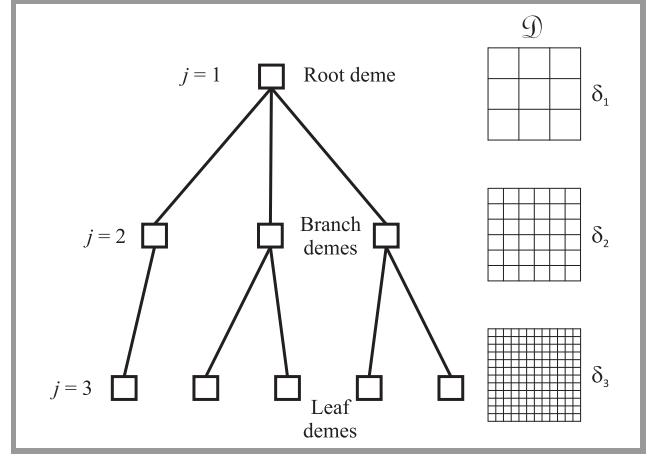 𝒟
j = 1
Root deme
δ₁
j = 2
Branch
demes
δ₂
j = 3
Leaf
demes
δ₃